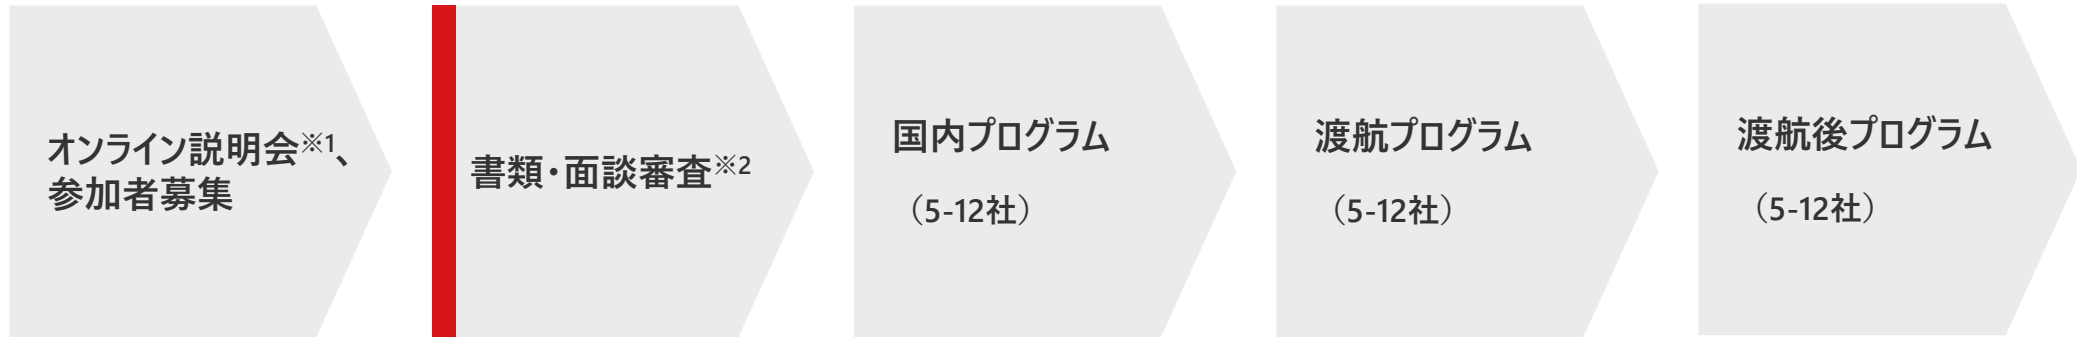 オンライン説明会※1、
参加者募集
書類・面談審査※2
国内プログラム
（5-12社）
渡航プログラム
（5-12社）
渡航後プログラム
（5-12社）